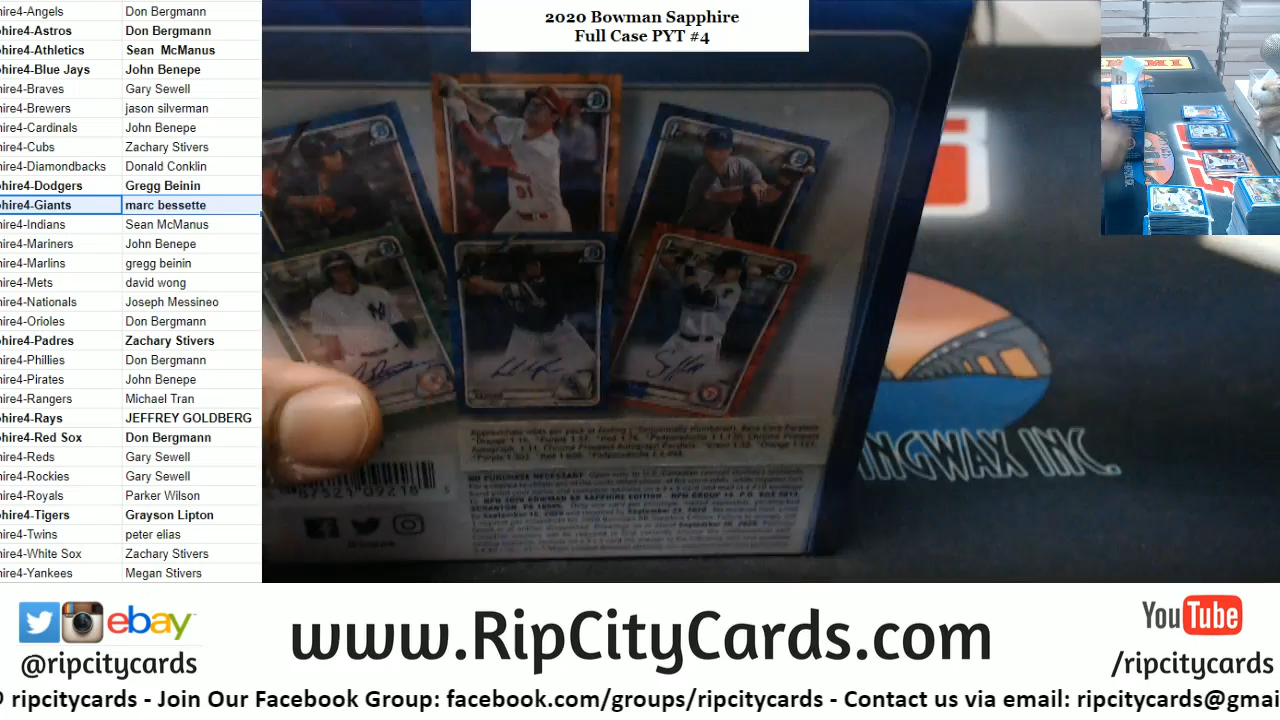 2020 Bowman Sapphire
Full Case PYT #4
hire4-Angels Don Bergmann
hire4-Astros Don Bergmann
hire4-Athletics Sean McManus
hire4-Blue Jays John Benepe
hire4-Braves Gary Sewell
hire4-Brewers jason silverman
hire4-Cardinals John Benepe
hire4-Cubs Zachary Stivers
hire4-Diamondbacks Donald Conklin
hire4-Dodgers Gregg Beinin
hire4-Giants marc bessette
hire4-Indians Sean McManus
hire4-Mariners John Benepe
hire4-Marlins gregg beinin
hire4-Mets david wong
hire4-Nationals Joseph Messineo
hire4-Orioles Don Bergmann
hire4-Padres Zachary Stivers
hire4-Phillies Don Bergmann
hire4-Pirates John Benepe
hire4-Rangers Michael Tran
hire4-Rays JEFFREY GOLDBERG
hire4-Red Sox Don Bergmann
hire4-Reds Gary Sewell
hire4-Rockies Gary Sewell
hire4-Royals Parker Wilson
hire4-Tigers Grayson Lipton
hire4-Twins peter elias
hire4-White Sox Zachary Stivers
hire4-Yankees Megan Stivers
NO PURCHASE NECESSARY.
INGWAX INC.
ebay
@ripcitycards
www.RipCityCards.com
YouTube
/ripcitycards
ripcitycards - Join Our Facebook Group: facebook.com/groups/ripcitycards - Contact us via email: ripcitycards@gmai